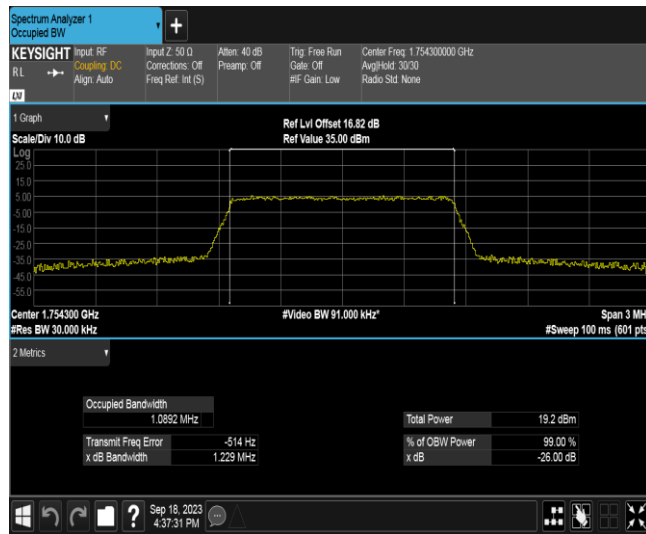 Spectrum Analyzer 1
Occupied BW
+
KEYSIGHT
RL
LXI
Input: RF
Coupling: DC
Align: Auto
Input Z: 50 Ω
Corrections: Off
Freq Ref: Int (S)
Atten: 40 dB
Preamp: Off
Trig: Free Run
Gate: Off
#IF Gain: Low
Center Freq: 1.754300000 GHz
Avg|Hold: 30/30
Radio Std: None
1 Graph
Scale/Div 10.0 dB
Ref Lvl Offset 16.82 dB
Ref Value 35.00 dBm
Log
25.0
15.0
5.00
-5.00
-15.0
-25.0
-35.0
-45.0
-55.0
Center 1.754300 GHz
#Res BW 30.000 kHz
#Video BW 91.000 kHz*
Span 3 MH
#Sweep 100 ms (601 pts
2 Metrics
Occupied Bandwidth
1.0892 MHz
Transmit Freq Error -514 Hz
x dB Bandwidth 1.229 MHz
Total Power 19.2 dBm
% of OBW Power 99.00 %
x dB -26.00 dB
?
Sep 18, 2023
4:37:31 PM